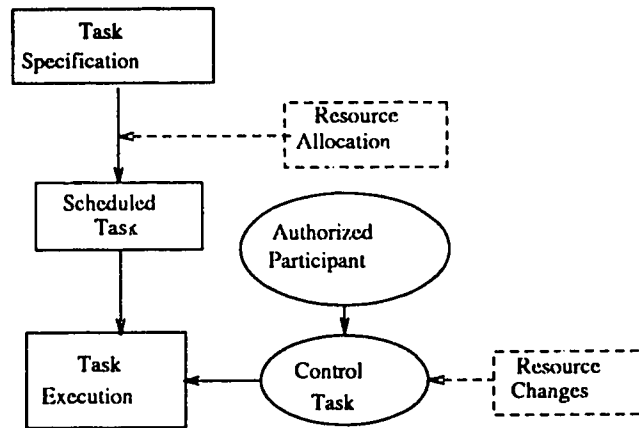 Task
Specification
Resource
Allocation
Scheduled
Task
Authorized
Participant
Task
Execution
Control
Task
Resource
Changes